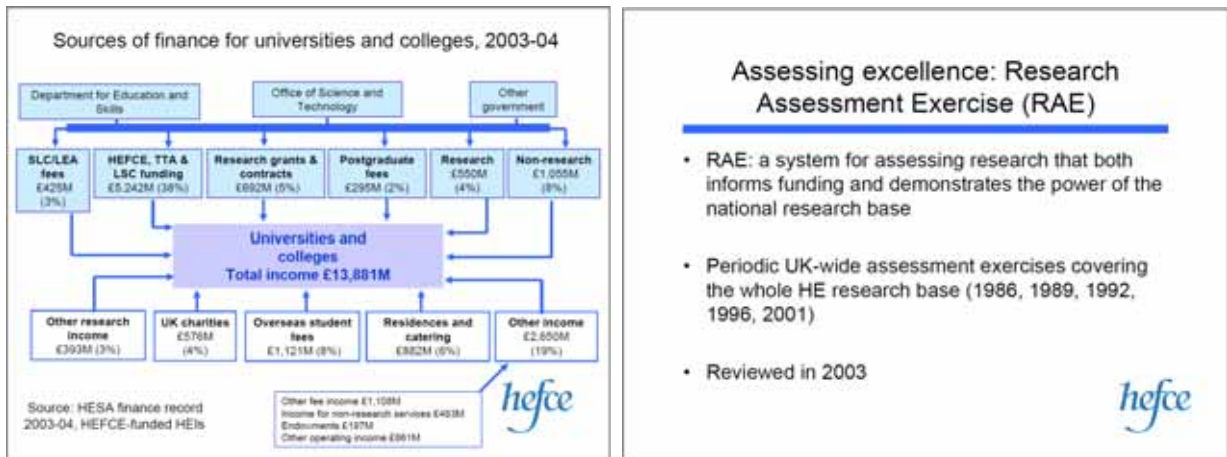 Sources of finance for universities and colleges, 2003-04
Department for Education and
Skills
Office of Science and
Technology
Other
government
SLC/LEA
fees
£425M
(3%)
HEFCE, TTA &
LSC funding
£5,242M (38%)
Research grants &
contracts
£692M (5%)
Postgraduate
fees
£295M (2%)
Research
£550M
(4%)
Non-research
£1,055M
(8%)
Universities and
colleges
Total income £13,881M
Other research
income
£393M (3%)
UK charities
£576M
(4%)
Overseas student
fees
£1,121M (8%)
Residences and
catering
£882M (6%)
Other income
£2,650M
(19%)
Other fee income £1,108M
Income for non-research services £483M
Endowments £197M
Other operating income £861M
Source: HESA finance record
2003-04, HEFCE-funded HEIs
hefce
Assessing excellence: Research
Assessment Exercise (RAE)
• RAE: a system for assessing research that both
informs funding and demonstrates the power of the
national research base
• Periodic UK-wide assessment exercises covering
the whole HE research base (1986, 1989, 1992,
1996, 2001)
• Reviewed in 2003
hefce